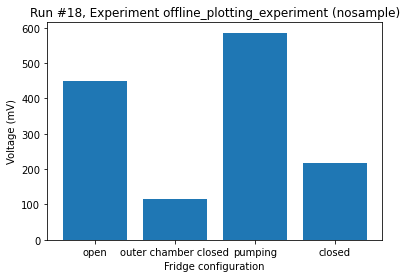 Run #18, Experiment offline_plotting_experiment (nosample)
600
500
400
300
200
100
0
Voltage (mV)
open outer chamber closed pumping closed
Fridge configuration